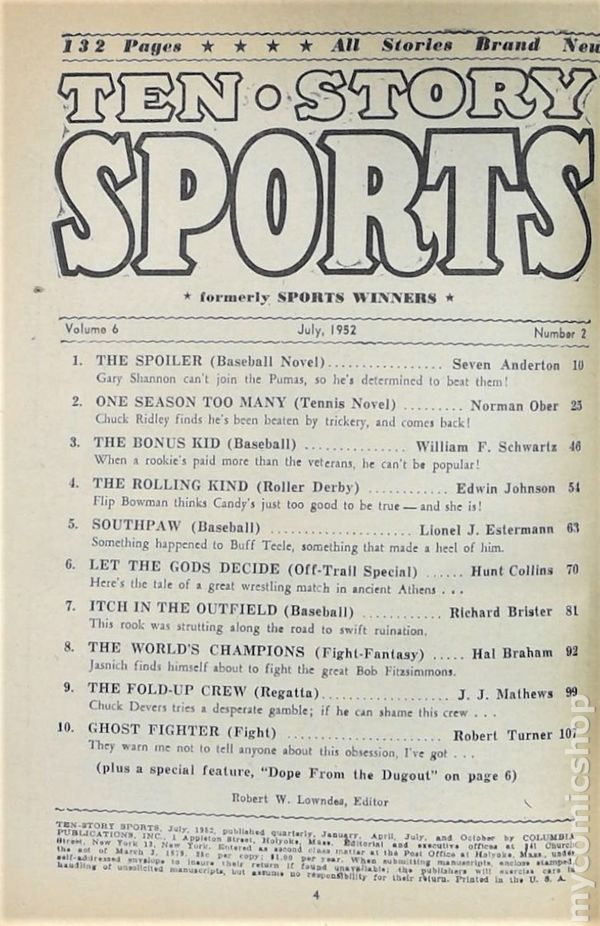 132 Pages ★ ★ ★ ★ All Stories Brand New
TEN·STORY
SPORTS
★ formerly SPORTS WINNERS ★
Volume 6 July, 1952 Number 2
1. THE SPOILER (Baseball Novel)................ Seven Anderton 10
Gary Shannon can't join the Pumas, so he's determined to beat them!
2. ONE SEASON TOO MANY (Tennis Novel) ........ Norman Ober 25
Chuck Ridley finds he's been beaten by trickery, and comes back!
3. THE BONUS KID (Baseball) .............. William F. Schwartz 46
When a rookie's paid more than the veterans, he can't be popular!
4. THE ROLLING KIND (Roller Derby) ........... Edwin Johnson 54
Flip Bowman thinks Candy's just too good to be true — and she is!
5. SOUTHPAW (Baseball) .................... Lionel J. Estermann 63
Something happened to Buff Teele, something that made a heel of him.
6. LET THE GODS DECIDE (Off-Trail Special) ...... Hunt Collins 70
Here's the tale of a great wrestling match in ancient Athens . . .
7. ITCH IN THE OUTFIELD (Baseball) ........... Richard Brister 81
This rook was strutting along the road to swift ruination.
8. THE WORLD'S CHAMPIONS (Fight-Fantasy) ..... Hal Braham 92
Jasnich finds himself about to fight the great Bob Fitzsimmons.
9. THE FOLD-UP CREW (Regatta)................... J. J. Mathews 99
Chuck Devers tries a desperate gamble; if he can shame this crew . . .
10. GHOST FIGHTER (Fight) ........................ Robert Turner 107
They warn me not to tell anyone about this obsession, I've got . . .
(plus a special feature, "Dope From the Dugout" on page 6)
Robert W. Lowndes, Editor
TEN-STORY SPORTS, July, 1952, published quarterly, January, April, July, and October by COLUMBIA
PUBLICATIONS, INC., 1 Appleton Street, Holyoke, Mass. Editorial and executive offices at 241 Church
Street, New York 13, New York. Entered as second class matter at the Post Office at Holyoke, Mass., under
the act of March 3, 1879. 25c per copy; $1.00 per year. When submitting manuscripts, enclose stamped,
self-addressed envelope to insure their return if found unavailable; the publishers will exercise care in
handling of unsolicited manuscripts, but assume no responsibility for their return. Printed in the U. S. A.
4
mycomicshop